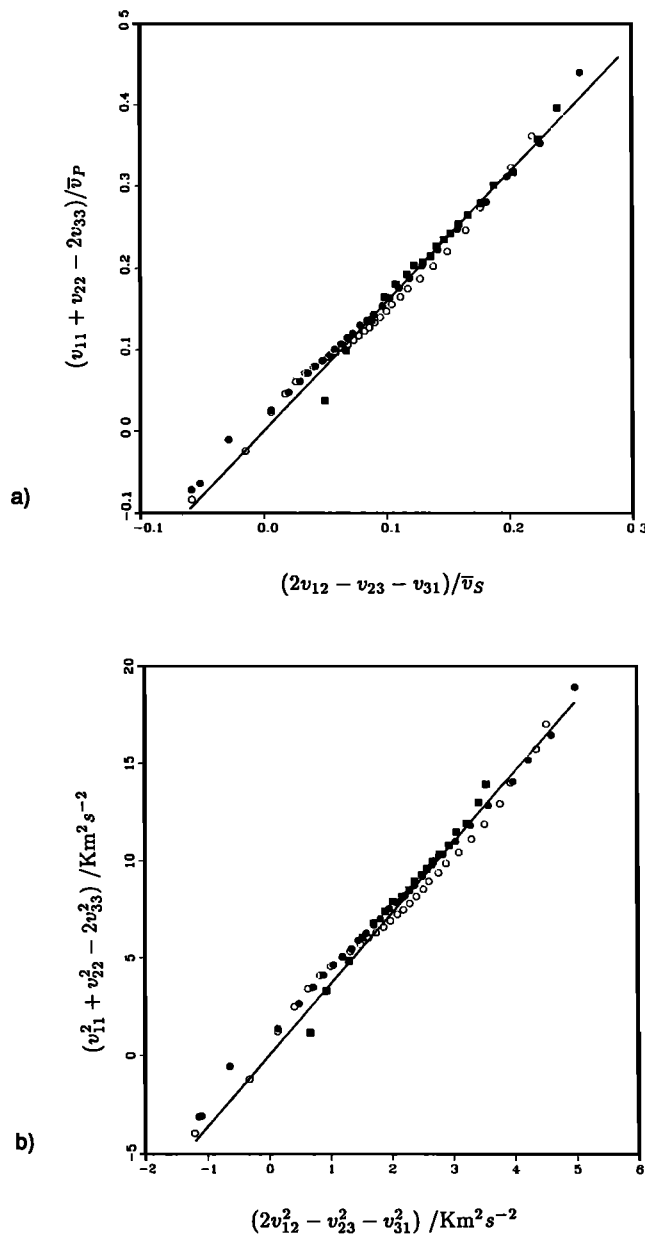 0.5
0.4
0.3
0.2
0.1
0.0
-0.1
(v₁₁ + v₂₂ − 2v₃₃)/v̄_P
a)
-0.1 0.0 0.1 0.2 0 3
(2v₁₂ − v₂₃ − v₃₁)/v̄_S
20
15
10
5
0
-5
(v²₁₁ + v²₂₂ − 2v²₃₃) /Km²s⁻²
b)
-2 -1 0 1 2 3 4 5 6
(2v²₁₂ − v²₂₃ − v²₃₁) /Km²s⁻²